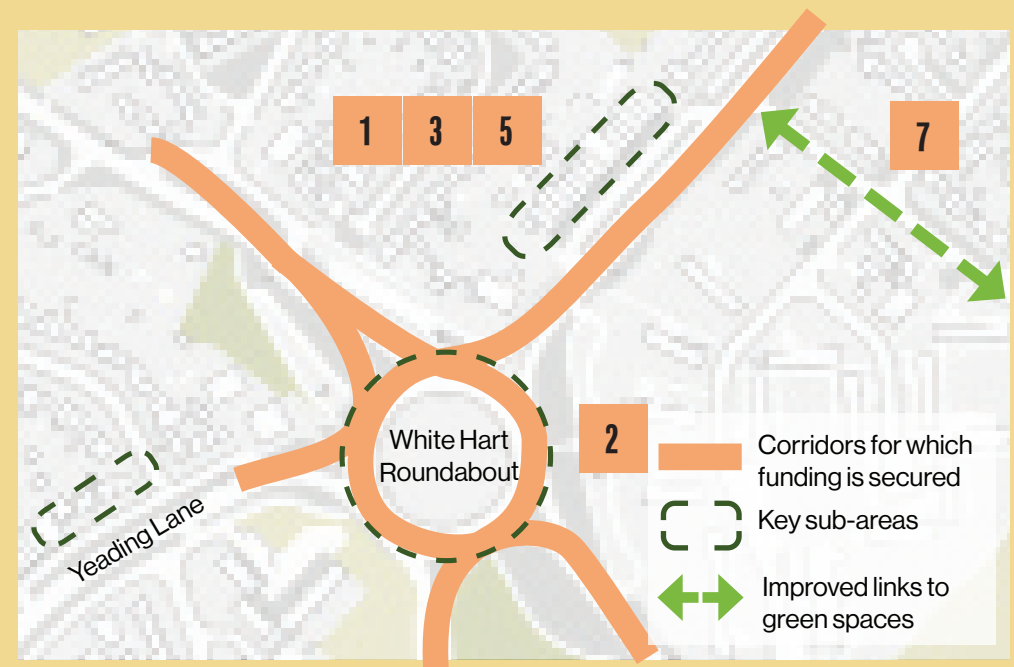 1 3 5
7
White Hart
Roundabout
2
Yeading Lane
Corridors for which
funding is secured
Key sub-areas
Improved links to
green spaces